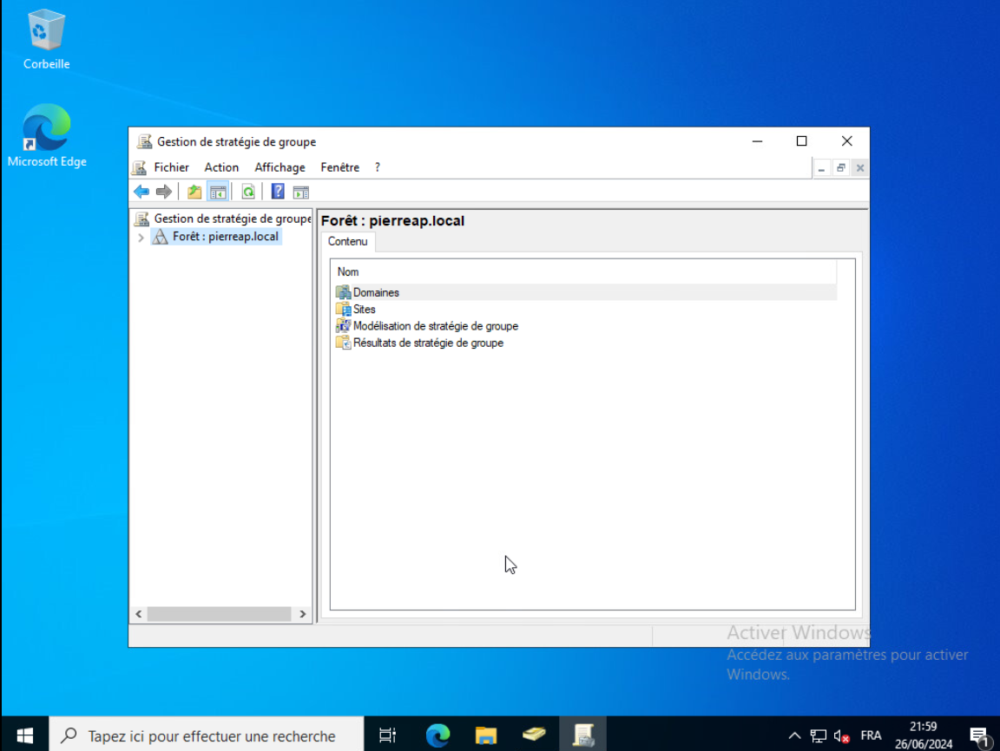 Corbeille
Microsoft Edge
Gestion de stratégie de groupe
Fichier Action Affichage Fenêtre ?
Gestion de stratégie de groupe
Forêt : pierreap.local
Forêt : pierreap.local
Contenu
Nom
Domaines
Sites
Modélisation de stratégie de groupe
Résultats de stratégie de groupe
Activer Windows
Accédez aux paramètres pour activer
Windows.
Tapez ici pour effectuer une recherche
FRA
21:59
26/06/2024
1